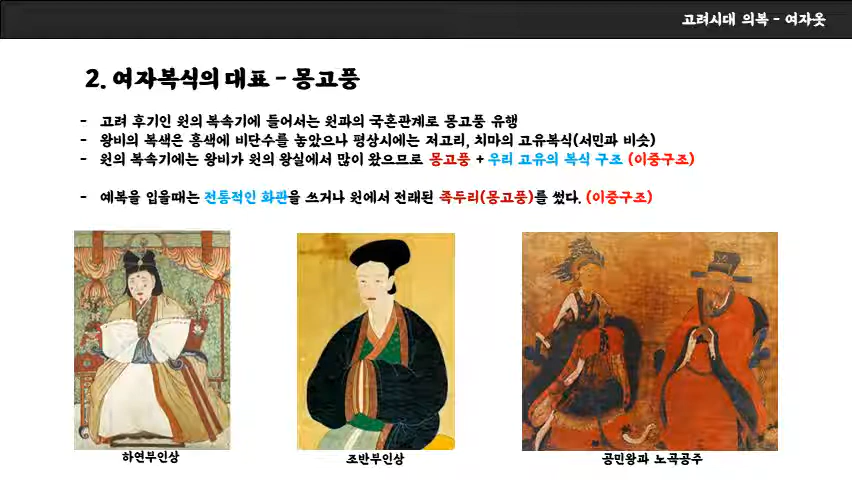 고려시대 의복 - 여자옷
2. 여자복식의 대표 - 몽고풍
- 고려 후기인 원의 복속기에 들어서는 원과의 국혼관계로 몽고풍 유행
- 왕비의 복색은 홍색에 비단수를 놓았으나 평상시에는 저고리, 치마의 고유복식(서민과 비슷)
- 원의 복속기에는 왕비가 원의 왕실에서 많이 왔으므로 몽고풍 + 우리 고유의 복식 구조 (이중구조)
- 예복을 입을때는 전통적인 화관을 쓰거나 원에서 전래된 족두리(몽고풍)를 썼다. (이중구조)
하연부인상
조반부인상
공민왕과 노국공주